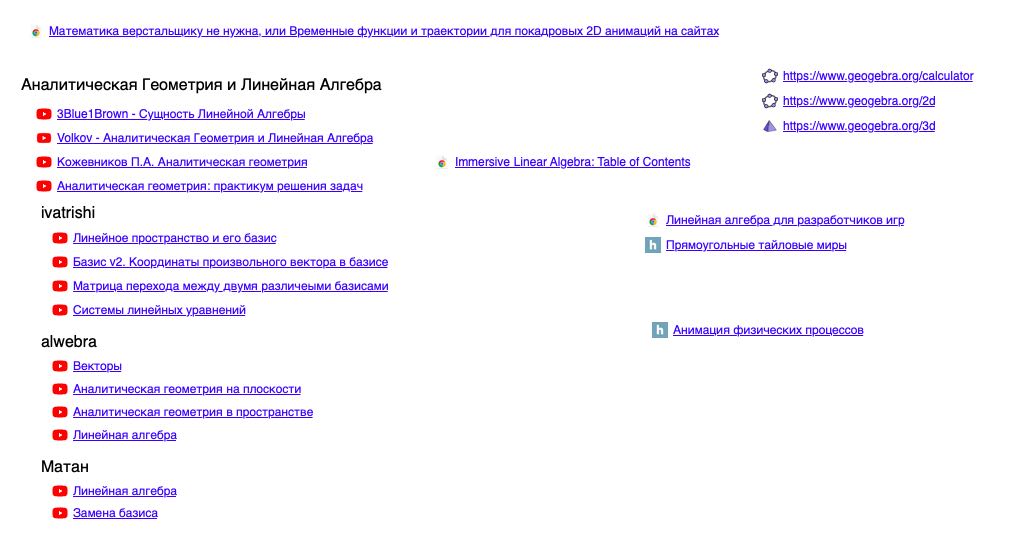 Математика верстальщику не нужна, или Временные функции и траектории для покадровых 2D анимаций на сайтах
Аналитическая Геометрия и Линейная Алгебра
3Blue1Brown - Сущность Линейной Алгебры
Volkov - Аналитическая Геометрия и Линейная Алгебра
Кожевников П.А. Аналитическая геометрия
Аналитическая геометрия: практикум решения задач
ivatrishi
Линейное пространство и его базис
Базис v2. Координаты произвольного вектора в базисе
Матрица перехода между двумя различеыми базисами
Системы линейных уравнений
alwebra
Векторы
Аналитическая геометрия на плоскости
Аналитическая геометрия в пространстве
Линейная алгебра
Матан
Линейная алгебра
Замена базиса
Immersive Linear Algebra: Table of Contents
https://www.geogebra.org/calculator
https://www.geogebra.org/2d
https://www.geogebra.org/3d
Линейная алгебра для разработчиков игр
h Прямоугольные тайловые миры
h Анимация физических процессов